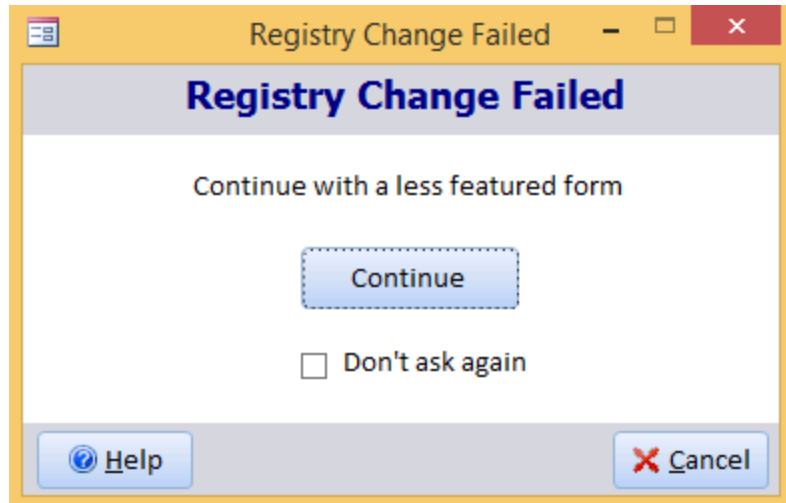 Registry Change Failed
Registry Change Failed
Continue with a less featured form
Continue
Don't ask again
Help
Cancel